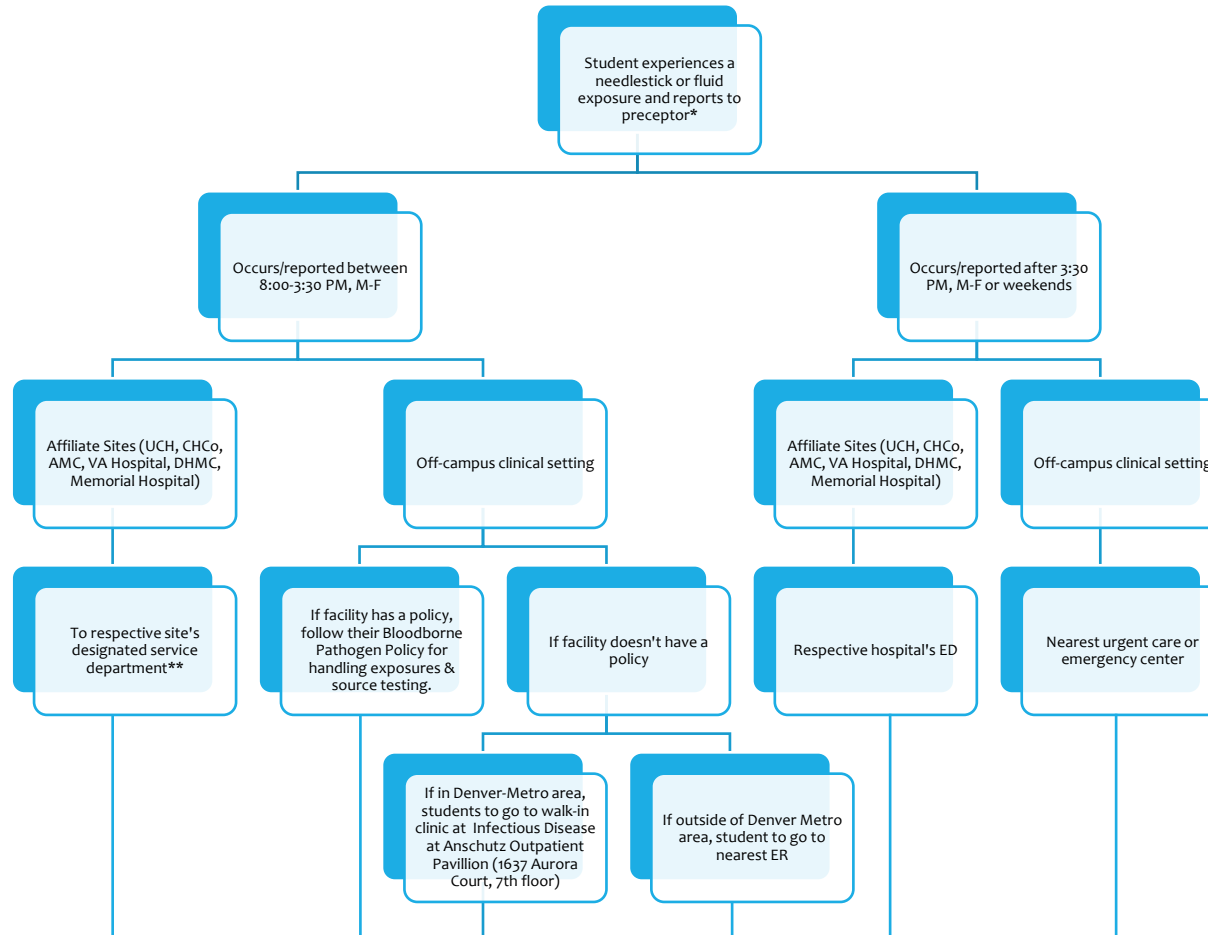 Student experiences a
needlestick or fluid
exposure and reports to
preceptor*
Occurs/reported between
8:00-3:30 PM, M-F
Occurs/reported after 3:30
PM, M-F or weekends
Affiliate Sites (UCH, CHCo,
AMC, VA Hospital, DHMC,
Memorial Hospital)
Off-campus clinical setting
Affiliate Sites (UCH, CHCo,
AMC, VA Hospital, DHMC,
Memorial Hospital)
Off-campus clinical setting
To respective site's
designated service
department**
If facility has a policy,
follow their Bloodborne
Pathogen Policy for
handling exposures &
source testing.
If facility doesn't have a
policy
Respective hospital's ED
Nearest urgent care or
emergency center
If in Denver-Metro area,
students to go to walk-in
clinic at Infectious Disease
at Anschutz Outpatient
Pavillion (1637 Aurora
Court, 7th floor)
If outside of Denver Metro
area, student to go to
nearest ER